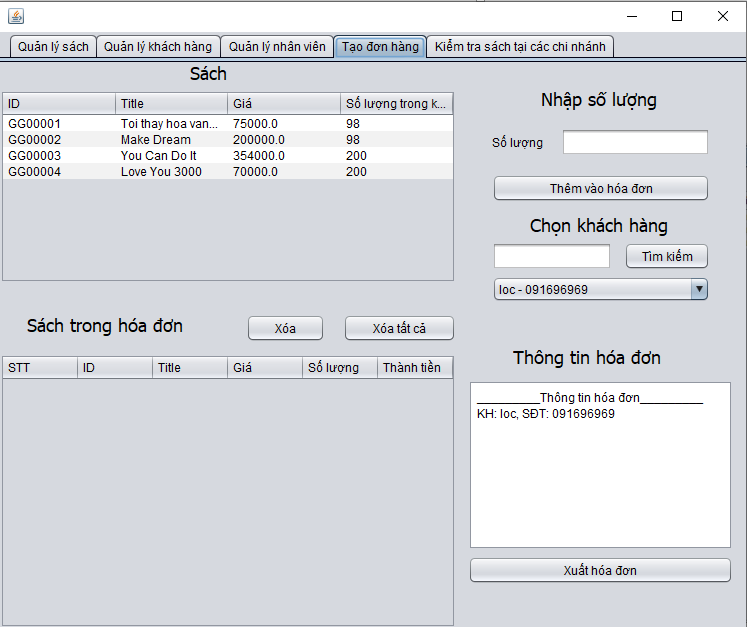 Quản lý sách Quản lý khách hàng Quản lý nhân viên Tạo đơn hàng Kiểm tra sách tại các chi nhánh
Sách
ID Title Giá Số lượng trong k...
GG00001 Toi thay hoa van... 75000.0 98
GG00002 Make Dream 200000.0 98
GG00003 You Can Do It 354000.0 200
GG00004 Love You 3000 70000.0 200
Nhập số lượng
Số lượng
Thêm vào hóa đơn
Chọn khách hàng
Tìm kiếm
loc - 091696969
Sách trong hóa đơn Xóa Xóa tất cả
STT ID Title Giá Số lượng Thành tiền
Thông tin hóa đơn
_________Thông tin hóa đơn_________
KH: loc, SĐT: 091696969
Xuất hóa đơn